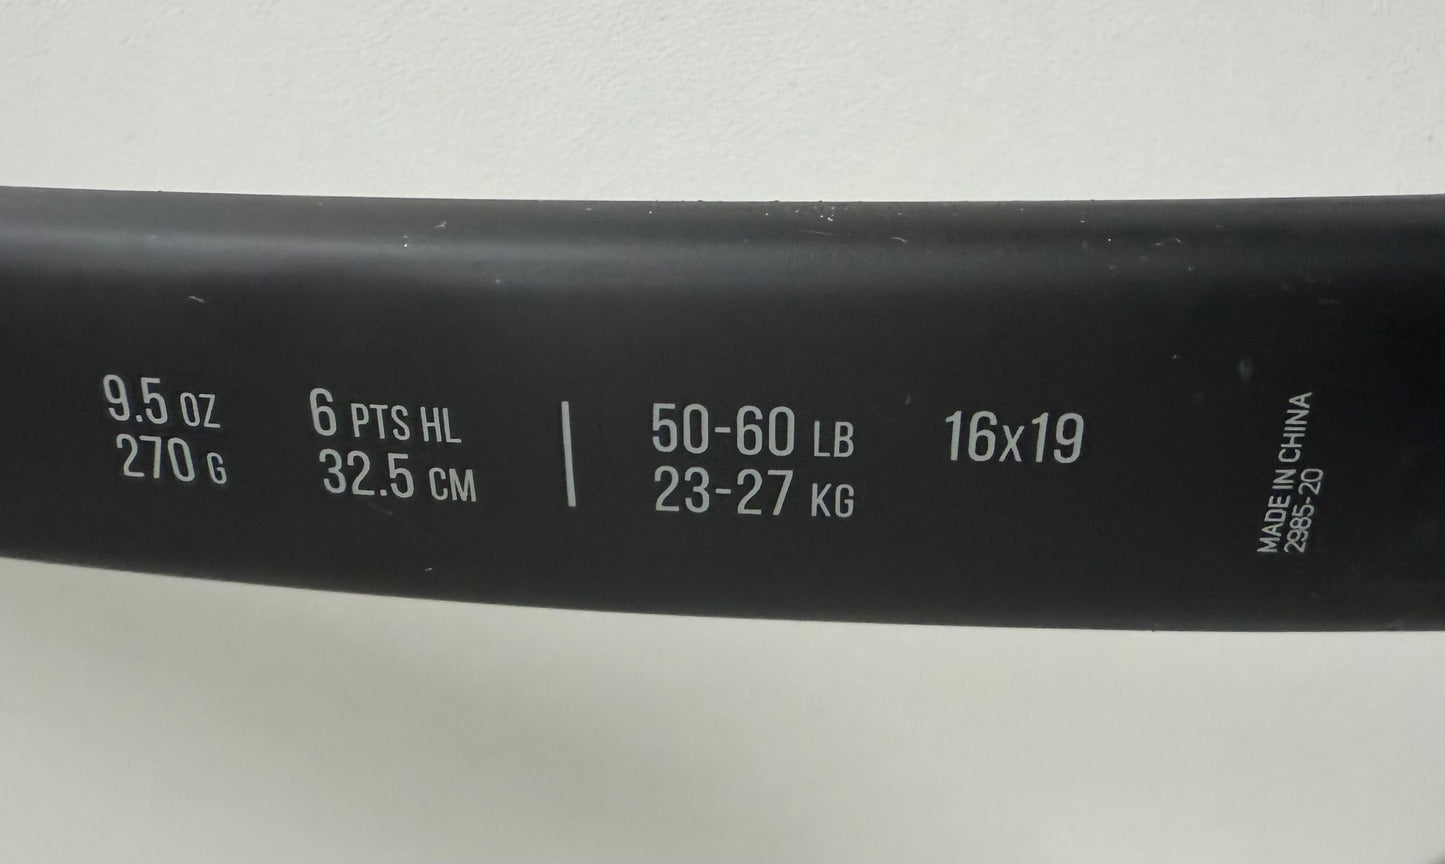 9.5 OZ
270 G
6 PTS HL
32.5 CM
50-60 LB
23-27 KG
16x19
MADE IN CHINA
2985-20